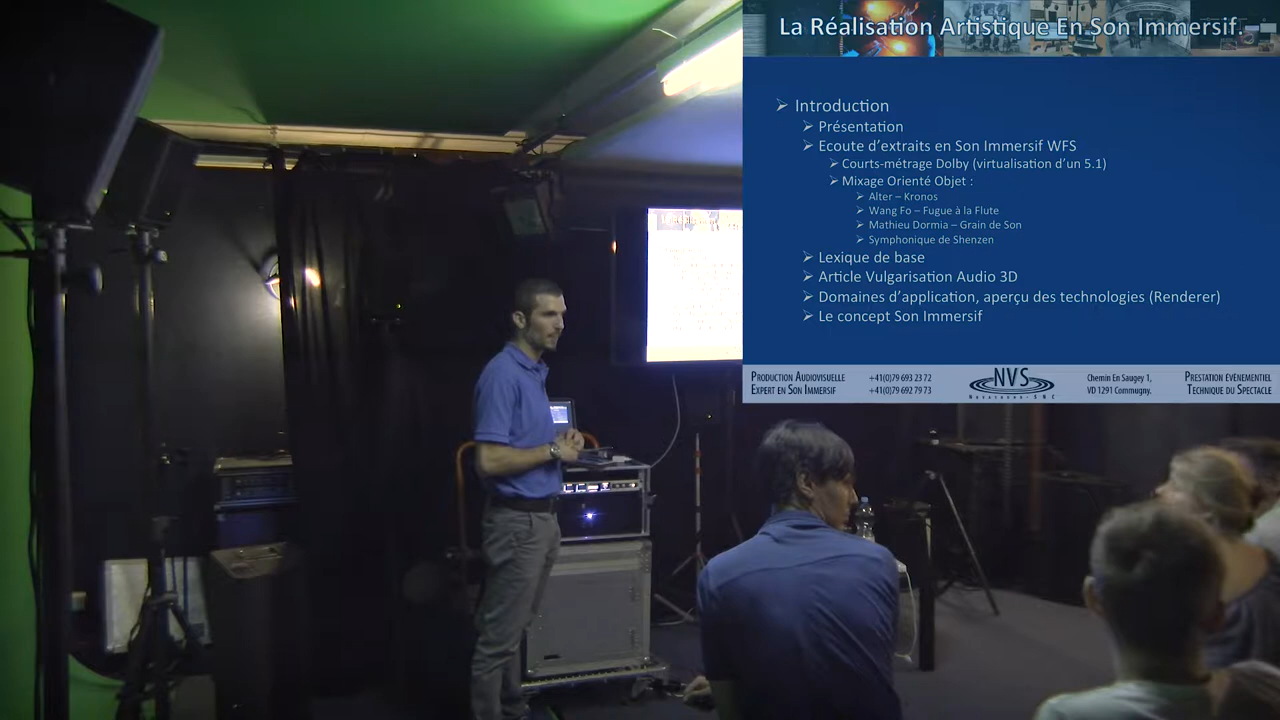 La Réalisation Artistique En Son Immersif.
Introduction
Présentation
Ecoute d'extraits en Son Immersif WFS
Courts-métrage Dolby (virtualisation d'un 5.1)
Mixage Orienté Objet :
Alter – Kronos
Wang Fo – Fugue à la Flute
Mathieu Dormia – Grain de Son
Symphonique de Shenzen
Lexique de base
Article Vulgarisation Audio 3D
Domaines d'application, aperçu des technologies (Renderer)
Le concept Son Immersif
Production Audiovisuelle
Expert en Son Immersif
+41(0)79 693 23 72
+41(0)79 692 79 73
NVS
Chemin En Saugey 1,
VD 1291 Commugny.
Prestation évènementiel
Technique du Spectacle